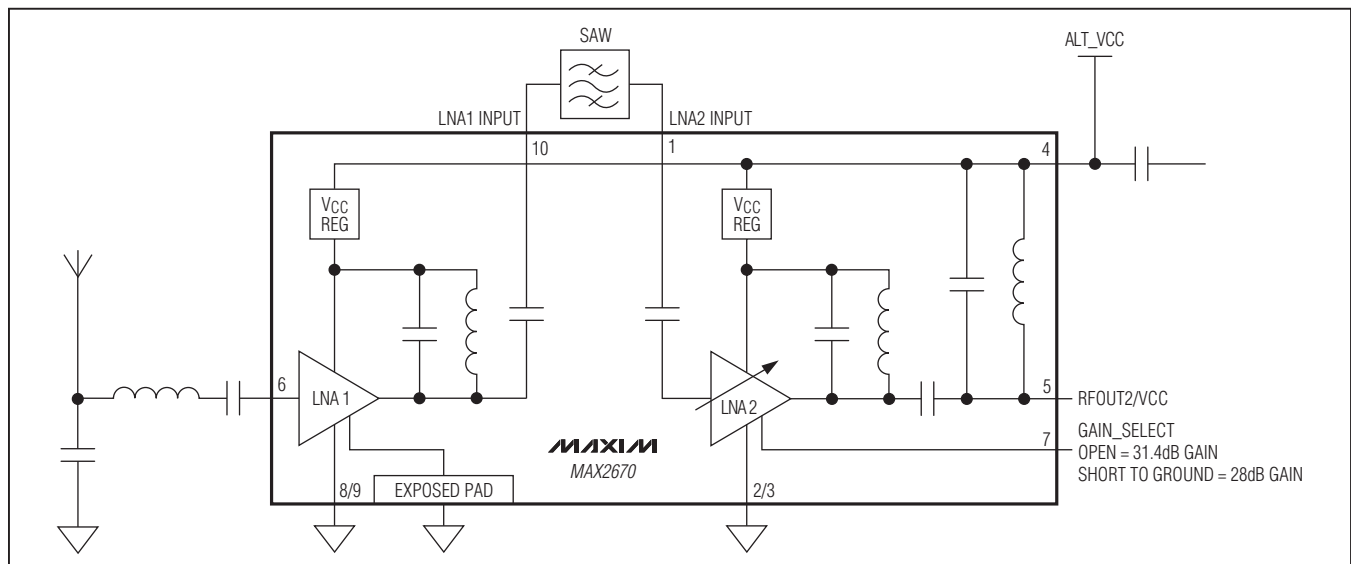 SAW
ALT_VCC
LNA1 INPUT
LNA2 INPUT
10
1
4
VCC
REG
VCC
REG
6
LNA 1
LNA 2
5
RFOUT2/VCC
7
GAIN_SELECT
OPEN = 31.4dB GAIN
SHORT TO GROUND = 28dB GAIN
MAXIM
MAX2670
8/9
EXPOSED PAD
2/3